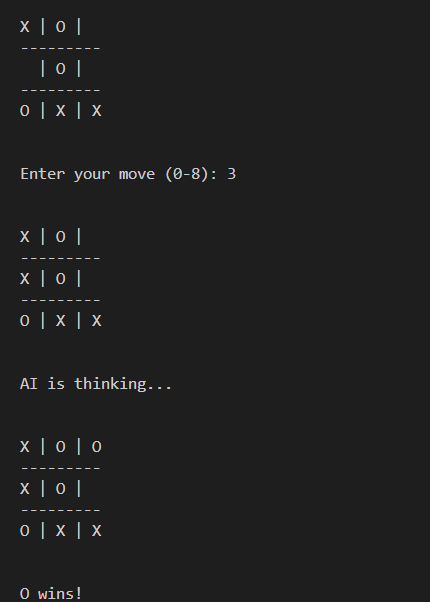 X | O |
---------
  | O |
---------
O | X | X
Enter your move (0-8): 3
X | O |
---------
X | O |
---------
O | X | X
AI is thinking...
X | O | O
---------
X | O |
---------
O | X | X
O wins!